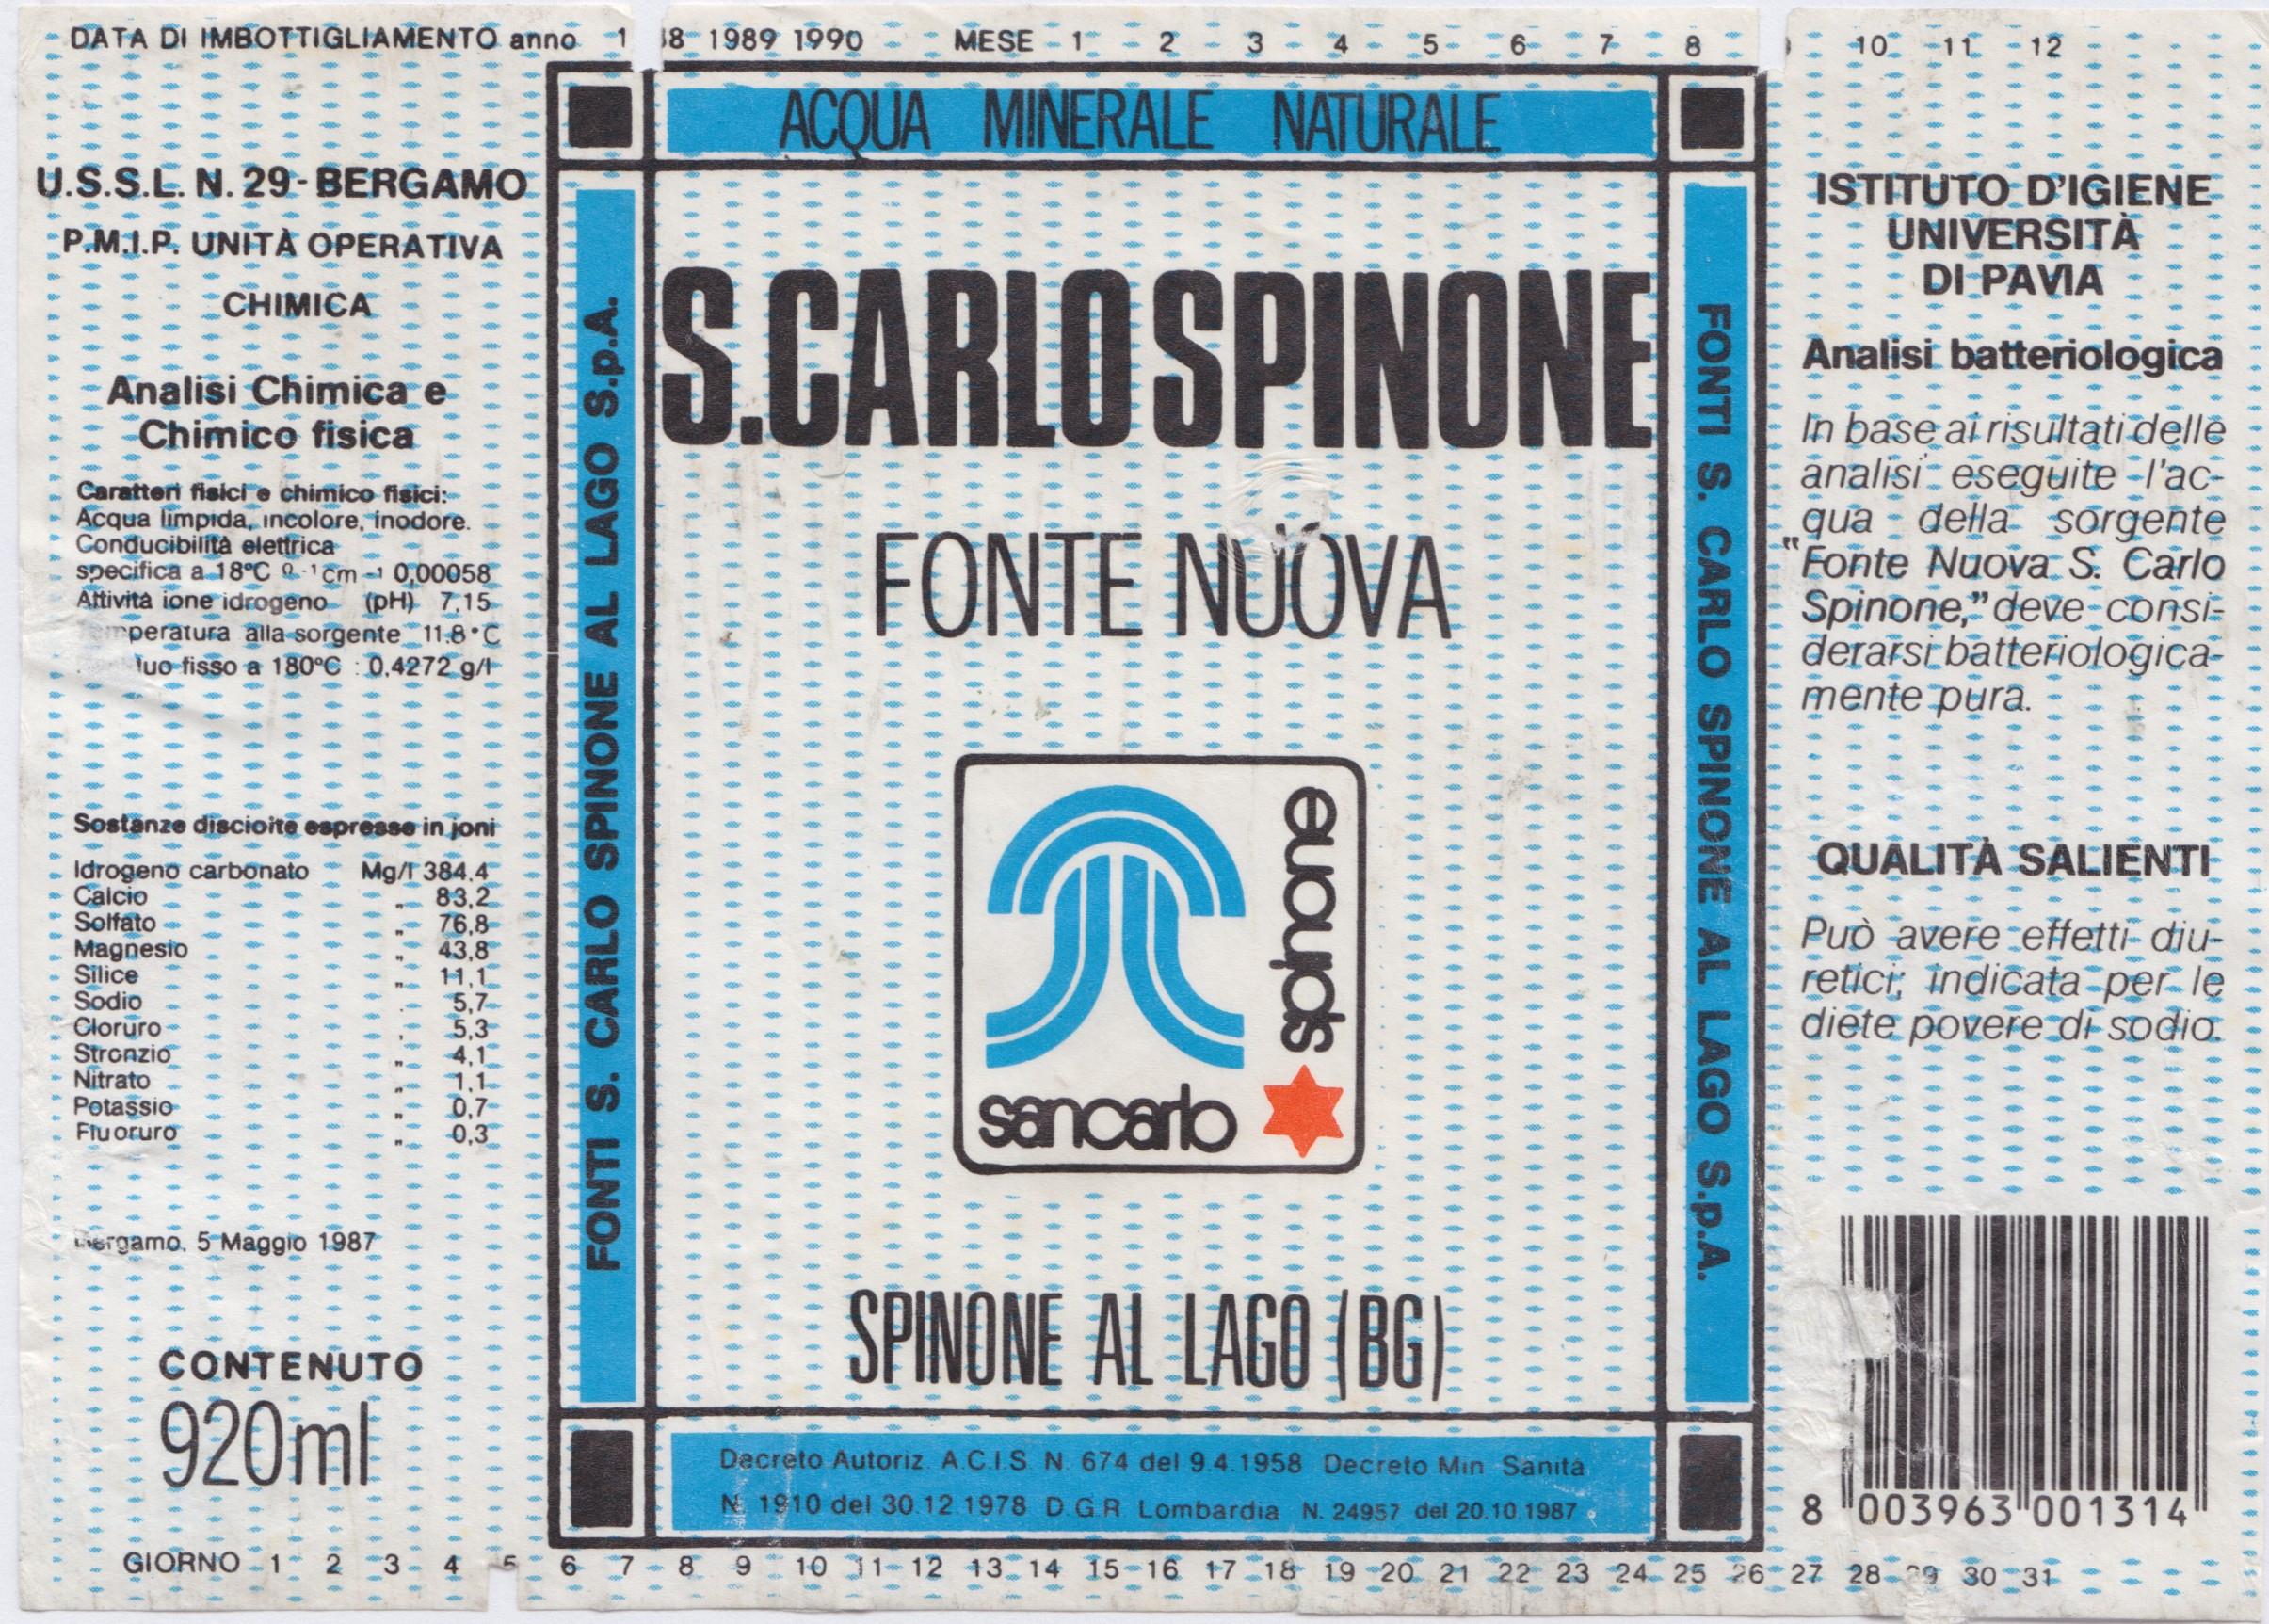 DATA DI IMBOTTIGLIAMENTO anno 1 8 1989 1990 MESE 1 2 3 4 5 6 7 8 10 11 12
U.S.S.L. N. 29 - BERGAMO
P.M.I.P. UNITÀ OPERATIVA
CHIMICA
Analisi Chimica e
Chimico fisica
Caratteri fisici e chimico fisici:
Acqua limpida, incolore, inodore.
Conducibilità elettrica
specifica a 18°C Ω -1 cm -1 0,00058
Attività ione idrogeno (pH) 7,15
peratura alla sorgente 11,8°C
luo fisso a 180°C : 0,4272 g/l
Sostanze disciolte espresse in joni
Idrogeno carbonato Mg/l 384.4
Calcio „ 83,2
Solfato „ 76,8
Magnesio „ 43,8
Silice „ 11,1
Sodio „ 5,7
Cloruro „ 5,3
Stronzio „ 4,1
Nitrato „ 1,1
Potassio „ 0,7
Fluoruro „ 0,3
Bergamo, 5 Maggio 1987
CONTENUTO
920ml
FONTI S. CARLO SPINONE AL LAGO S.p.A.
ACQUA MINERALE NATURALE
S.CARLO SPINONE
FONTE NUOVA
sancarlo
spinone
SPINONE AL LAGO (BG)
Decreto Autoriz. A.C.I.S. N. 674 del 9.4.1958 Decreto Min Sanità
N. 1910 del 30.12.1978 D.G.R. Lombardia N. 24957 del 20.10.1987
FONTI S. CARLO SPINONE AL LAGO S.p.A.
ISTITUTO D'IGIENE
UNIVERSITÀ
DI PAVIA
Analisi batteriologica
In base ai risultati delle
analisi eseguite l'ac-
qua della sorgente
"Fonte Nuova S. Carlo
Spinone," deve consi-
derarsi batteriologica-
mente pura.
QUALITÀ SALIENTI
Può avere effetti diu-
retici; indicata per le
diete povere di sodio.
8 003963 001314
GIORNO 1 2 3 4 5 6 7 8 9 10 11 12 13 14 15 16 17 18 19 20 21 22 23 24 25 26 27 28 29 30 31